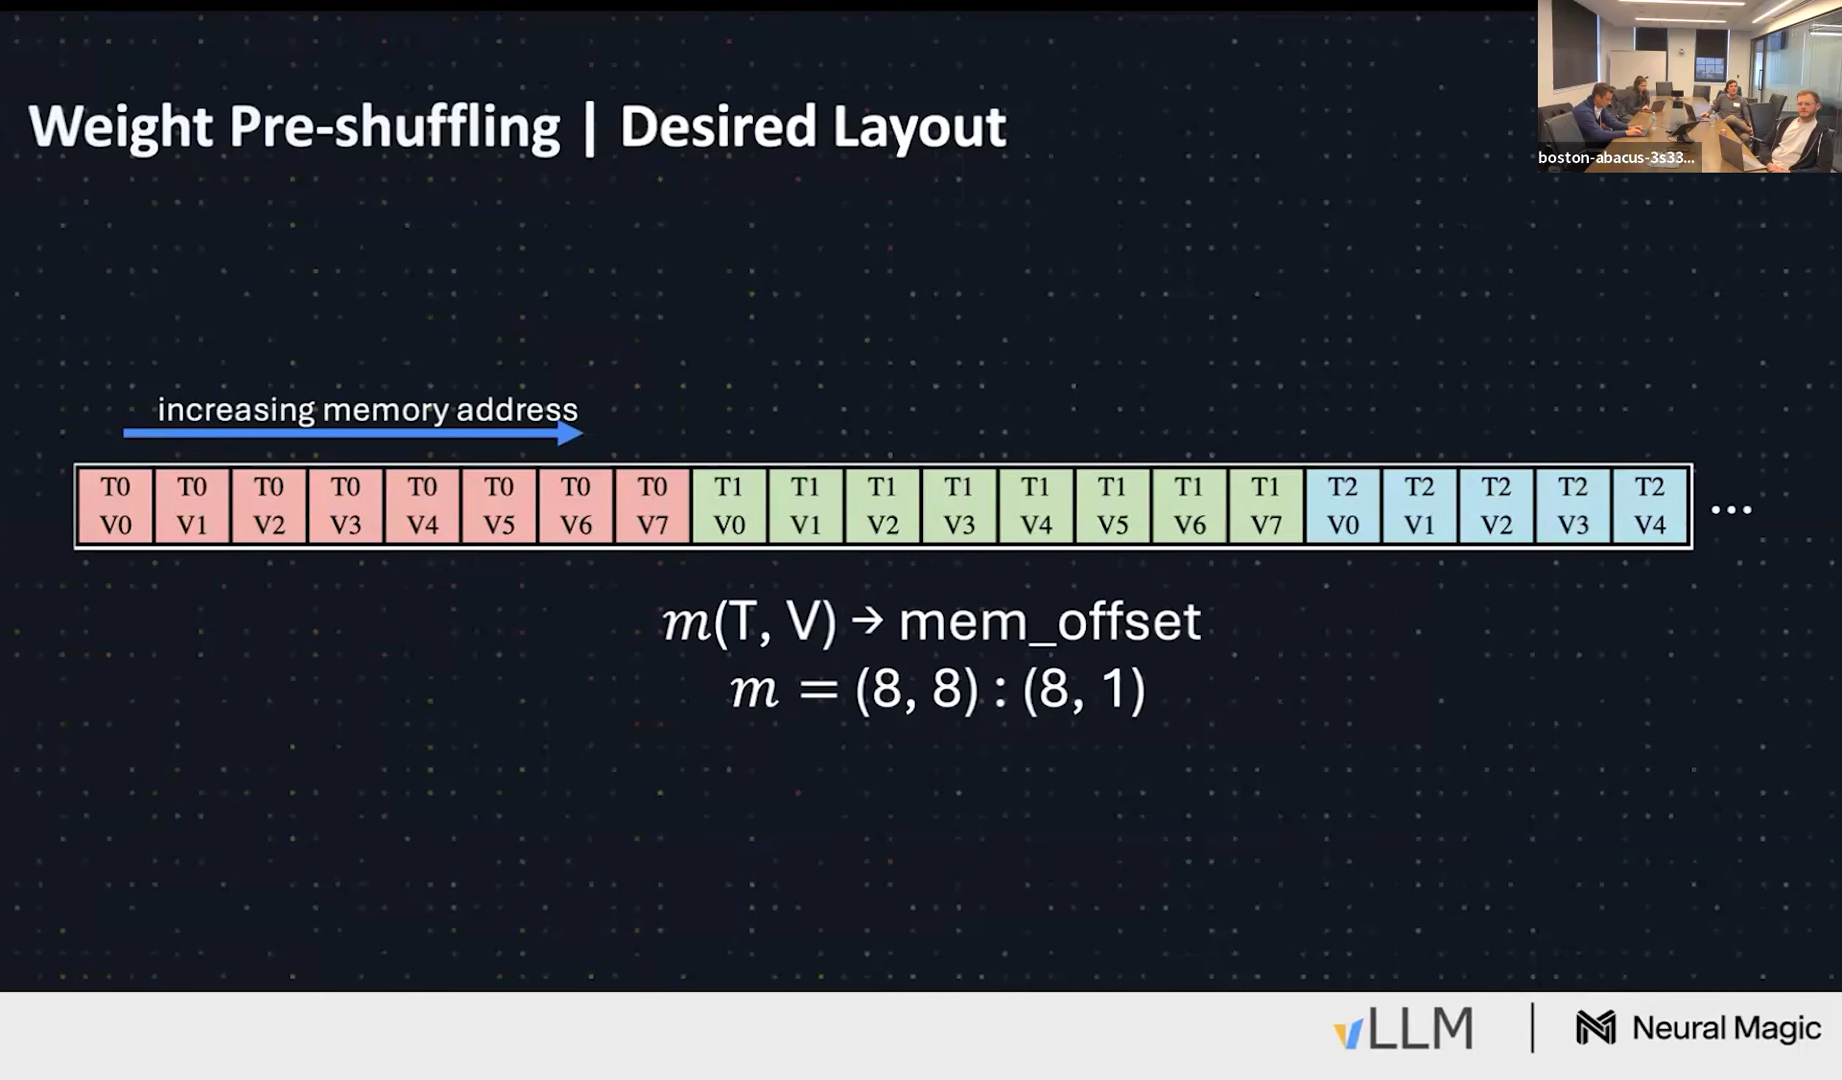 Weight Pre-shuffling | Desired Layout
boston-abacus-3s33...
increasing memory address
T0 T0 T0 T0 T0 T0 T0 T0 T1 T1 T1 T1 T1 T1 T1 T1 T2 T2 T2 T2 T2
V0 V1 V2 V3 V4 V5 V6 V7 V0 V1 V2 V3 V4 V5 V6 V7 V0 V1 V2 V3 V4 ...
m(T, V) → mem_offset
m = (8, 8) : (8, 1)
vLLM | Neural Magic